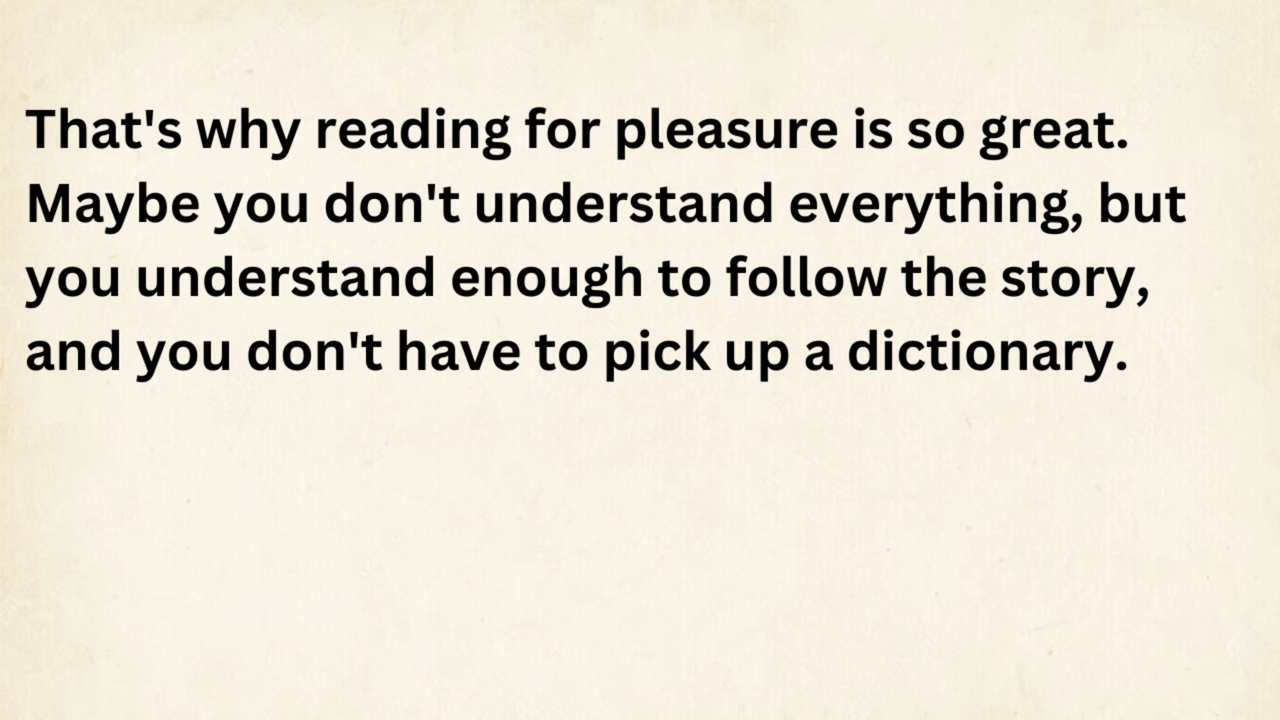 That's why reading for pleasure is so great.
Maybe you don't understand everything, but
you understand enough to follow the story,
and you don't have to pick up a dictionary.